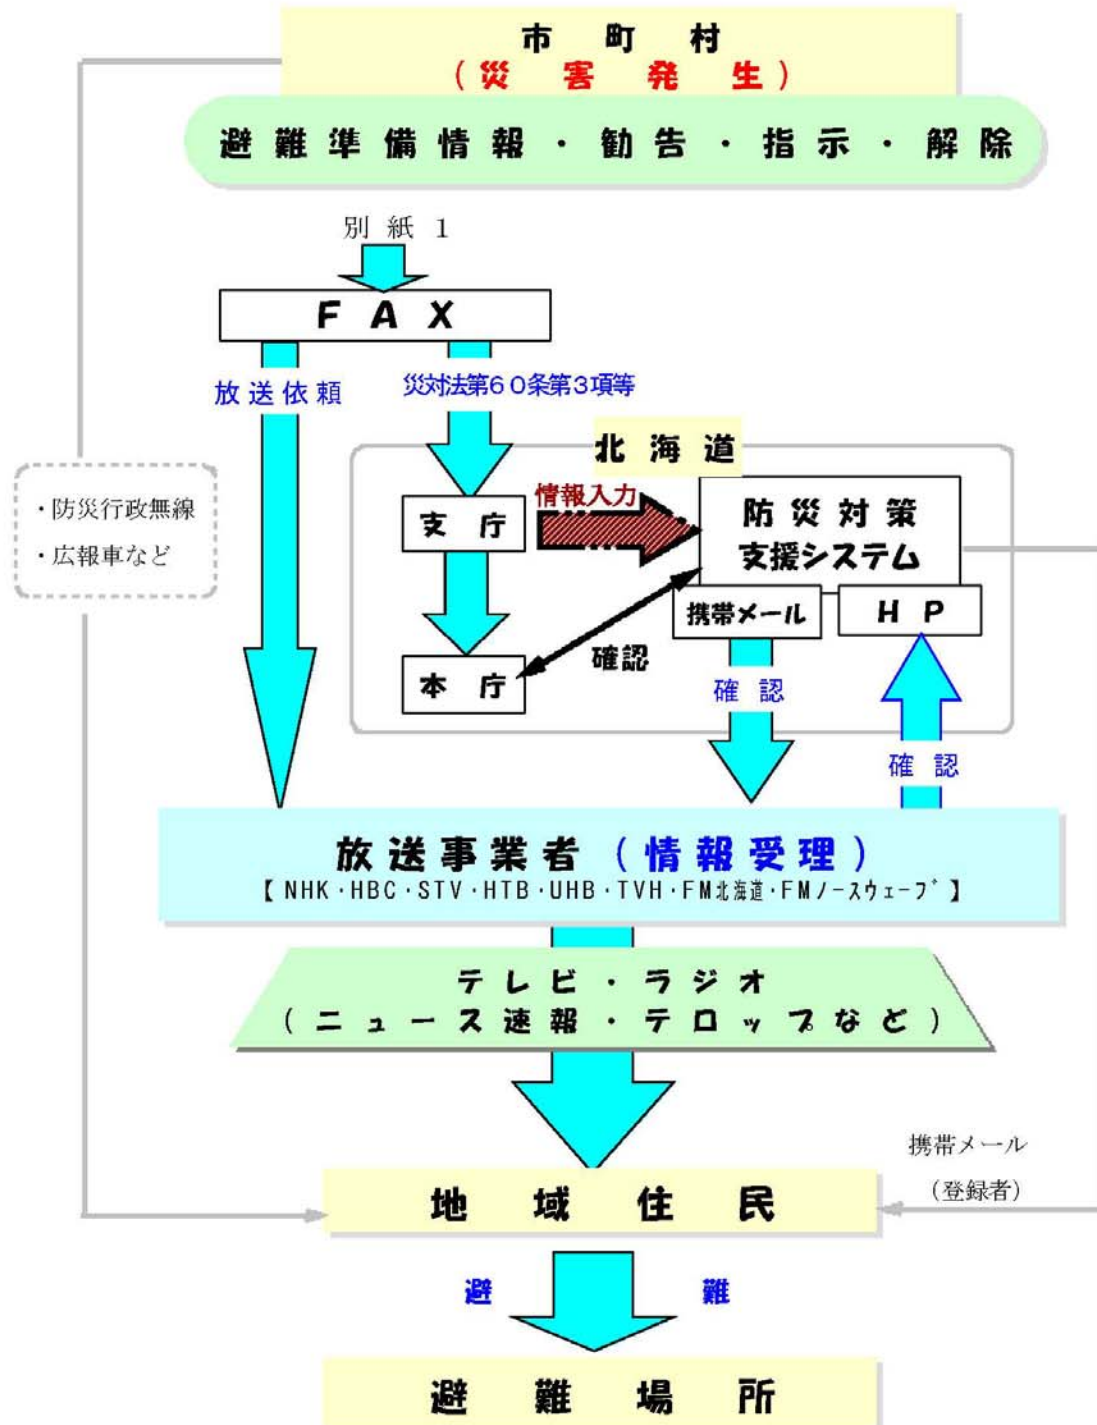 市町村
(災害発生)
避難準備情報・勧告・指示・解除
別紙1
FAX
放送依頼
災対法第60条第3項等
北海道
・防災行政無線
・広報車など
支庁
情報入力
防災対策
支援システム
携帯メール
HP
確認
本庁
確認
確認
放送事業者(情報受理)
【NHK・HBC・STV・HTB・UHB・TVH・FM北海道・FMノースウェーブ】
テレビ・ラジオ
(ニュース速報・テロップなど)
携帯メール
(登録者)
地域住民
避難
避難場所